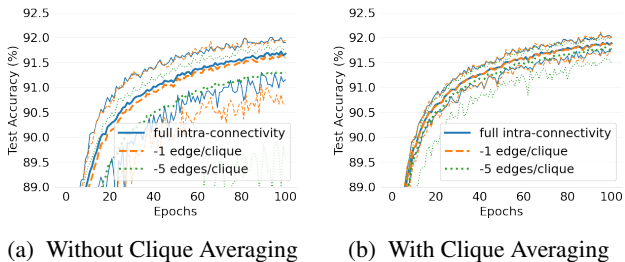 92.5
92.0
91.5
91.0
90.5
90.0
89.5
89.0
Test Accuracy (%)
0 20 40 60 80 100
Epochs
full intra-connectivity
-1 edge/clique
-5 edges/clique
(a) Without Clique Averaging
92.5
92.0
91.5
91.0
90.5
90.0
89.5
89.0
Test Accuracy (%)
0 20 40 60 80 100
Epochs
full intra-connectivity
-1 edge/clique
-5 edges/clique
(b) With Clique Averaging